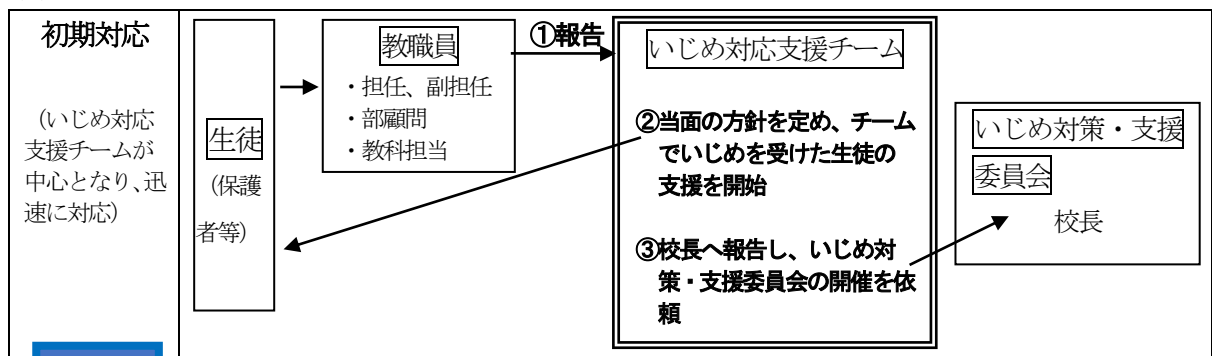 初期対応
（いじめ対応
支援チームが
中心となり、迅
速に対応）
生徒
（保護
者等）
教職員
・担任、副担任
・部顧問
・教科担当
①報告
いじめ対応支援チーム
②当面の方針を定め、チーム
でいじめを受けた生徒の
支援を開始
③校長へ報告し、いじめ対
策・支援委員会の開催を依
頼
いじめ対策・支援
委員会
校長